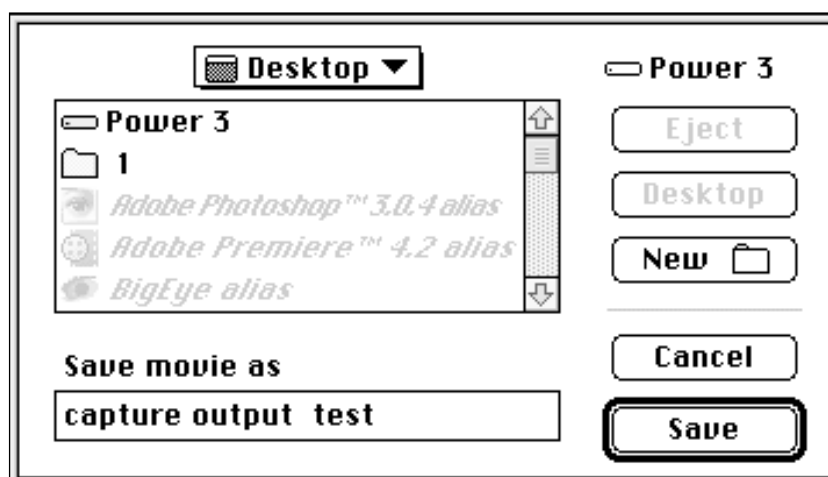 Desktop
Power 3
Power 3
1
Adobe Photoshop™ 3.0.4 alias
Adobe Premiere™ 4.2 alias
BigEye alias
Eject
Desktop
New
Save movie as
capture output  test
Cancel
Save